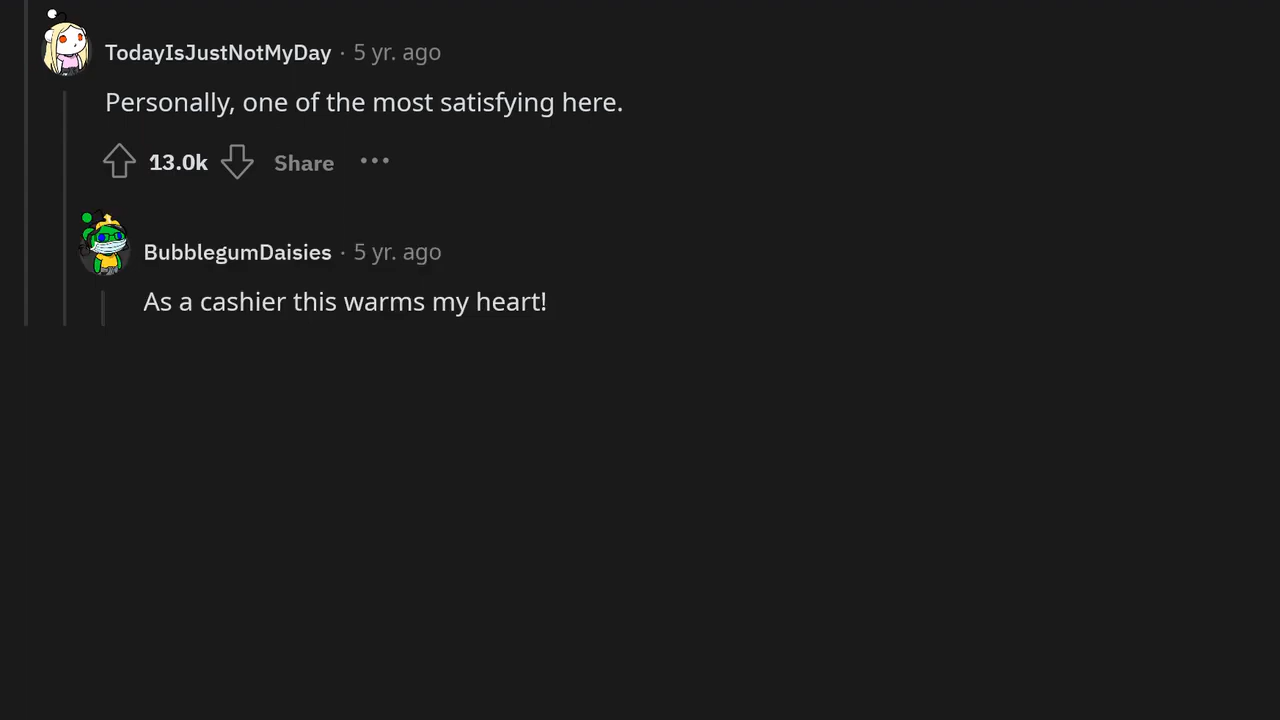 TodayIsJustNotMyDay · 5 yr. ago
Personally, one of the most satisfying here.
13.0k Share •••
BubblegumDaisies · 5 yr. ago
As a cashier this warms my heart!